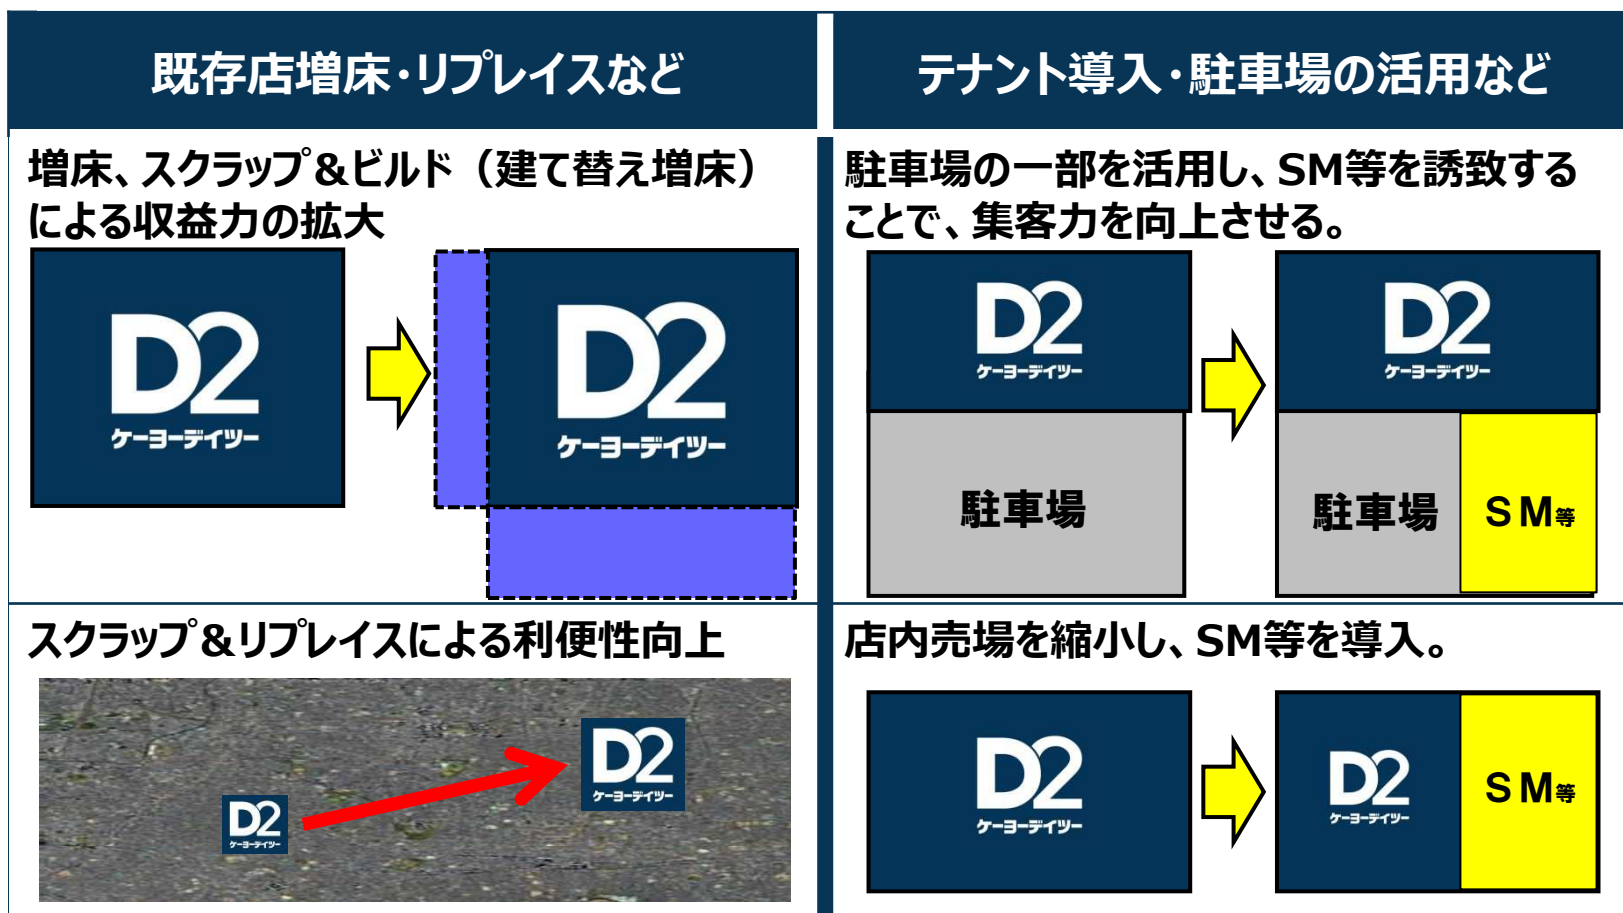 既存店増床・リプレイスなど
テナント導入・駐車場の活用など
増床、スクラップ＆ビルド（建て替え増床）
による収益力の拡大
D2
ケーヨーデイツー
D2
ケーヨーデイツー
駐車場の一部を活用し、SM等を誘致する
ことで、集客力を向上させる。
D2
ケーヨーデイツー
駐車場
D2
ケーヨーデイツー
駐車場
ＳＭ等
スクラップ＆リプレイスによる利便性向上
D2
ケーヨーデイツー
D2
ケーヨーデイツー
店内売場を縮小し、SM等を導入。
D2
ケーヨーデイツー
D2
ケーヨーデイツー
ＳＭ等